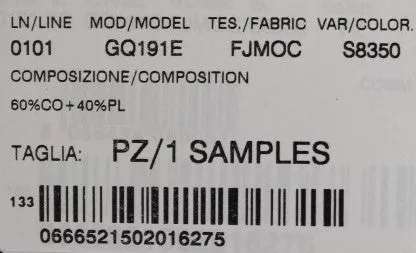 LN/LINE MOD/MODEL TES./FABRIC VAR/COLOR.
0101 GQ191E FJMOC S8350
COMPOSIZIONE/COMPOSITION
60%CO+40%PL
TAGLIA: PZ/1 SAMPLES
133
0666521502016275